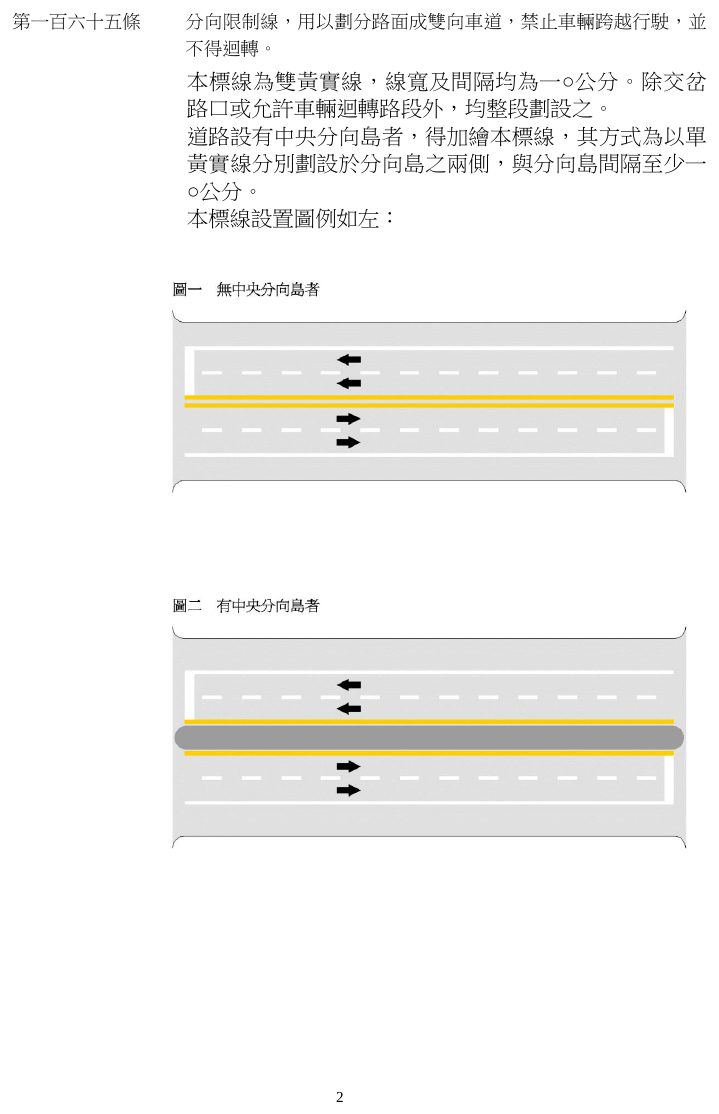 第一百六十五條　分向限制線，用以劃分路面成雙向車道，禁止車輛跨越行駛，並
不得迴轉。
本標線為雙黃實線，線寬及間隔均為一○公分。除交岔
路口或允許車輛迴轉路段外，均整段劃設之。
道路設有中央分向島者，得加繪本標線，其方式為以單
黃實線分別劃設於分向島之兩側，與分向島間隔至少一
○公分。
本標線設置圖例如左：
圖一　無中央分向島者
圖二　有中央分向島者
2